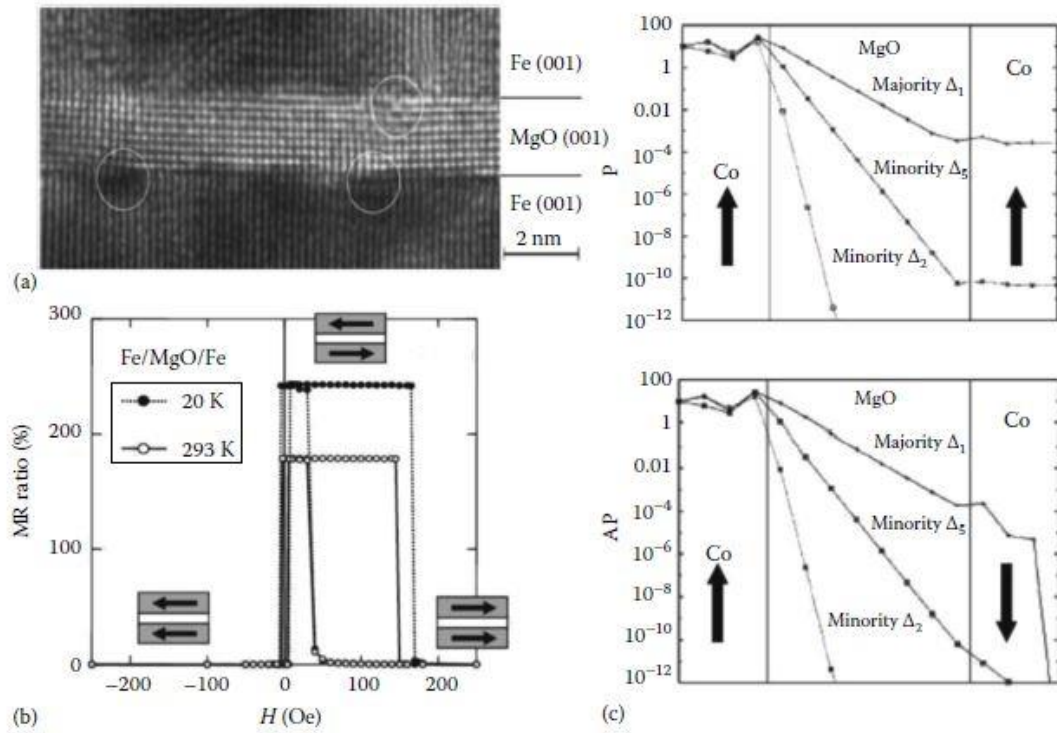 Fe (001)
MgO (001)
Fe (001)
2 nm
(a)
300
200
100
0
MR ratio (%)
Fe/MgO/Fe
20 K
293 K
−200
−100
0
100
200
H (Oe)
(b)
100
1
0.01
10⁻⁴
10⁻⁶
10⁻⁸
10⁻¹⁰
10⁻¹²
P
MgO
Co
Majority Δ₁
Co
Minority Δ₅
Minority Δ₂
100
1
0.01
10⁻⁴
10⁻⁶
10⁻⁸
10⁻¹⁰
10⁻¹²
AP
MgO
Co
Majority Δ₁
Minority Δ₅
Co
Minority Δ₂
(c)